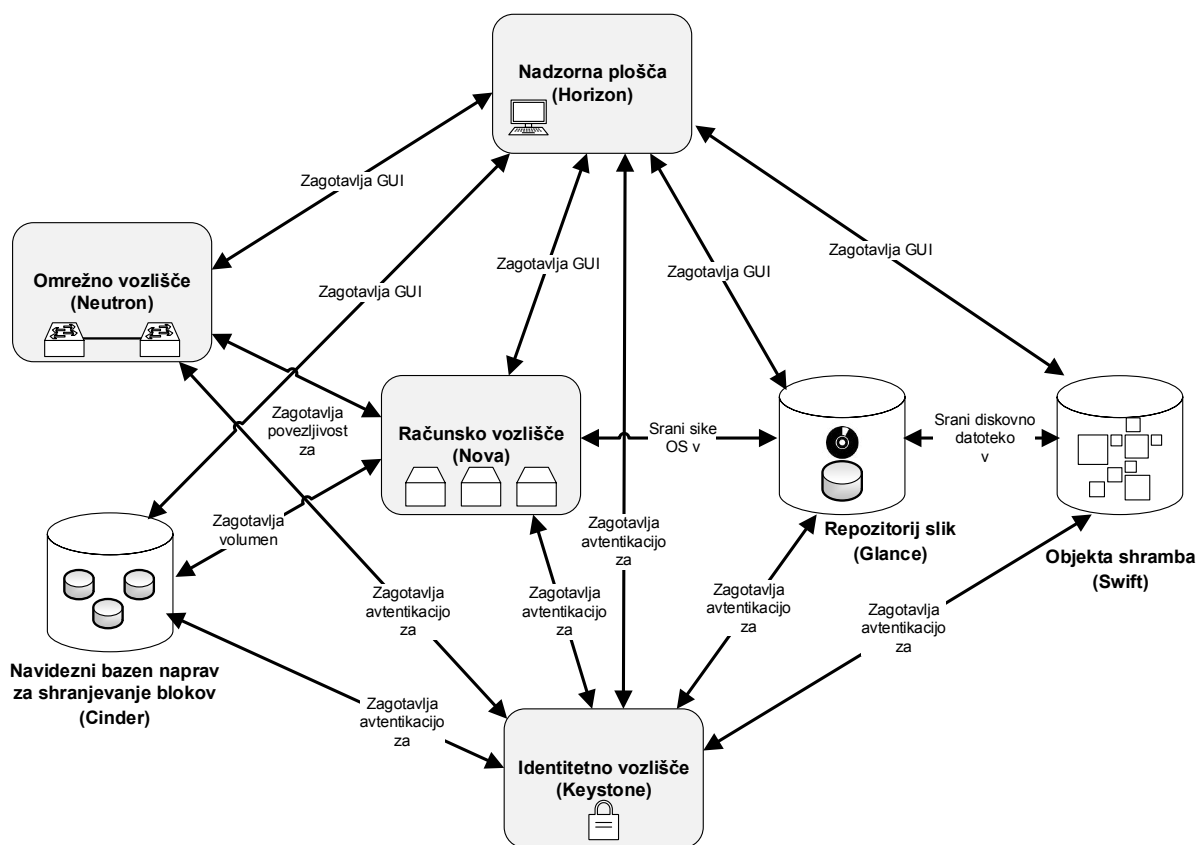 Nadzorna plošča
(Horizon)
Zagotavlja GUI
Zagotavlja GUI
Zagotavlja GUI
Zagotavlja GUI
Zagotavlja GUI
Omrežno vozlišče
(Neutron)
Zagotavlja
povezljivost
za
Računsko vozlišče
(Nova)
Srani sike
OS v
Srani diskovno
datoteko
v
Zagotavlja
volumen
Repozitorij slik
(Glance)
Objekta shramba
(Swift)
Navidezni bazen naprav
za shranjevanje blokov
(Cinder)
Zagotavlja
avtentikacijo
za
Zagotavlja
avtentikacijo
za
Zagotavlja
avtentikacijo
za
Zagotavlja
avtentikacijo
za
Zagotavlja
avtentikacijo
za
Zagotavlja
avtentikacijo
za
Identitetno vozlišče
(Keystone)